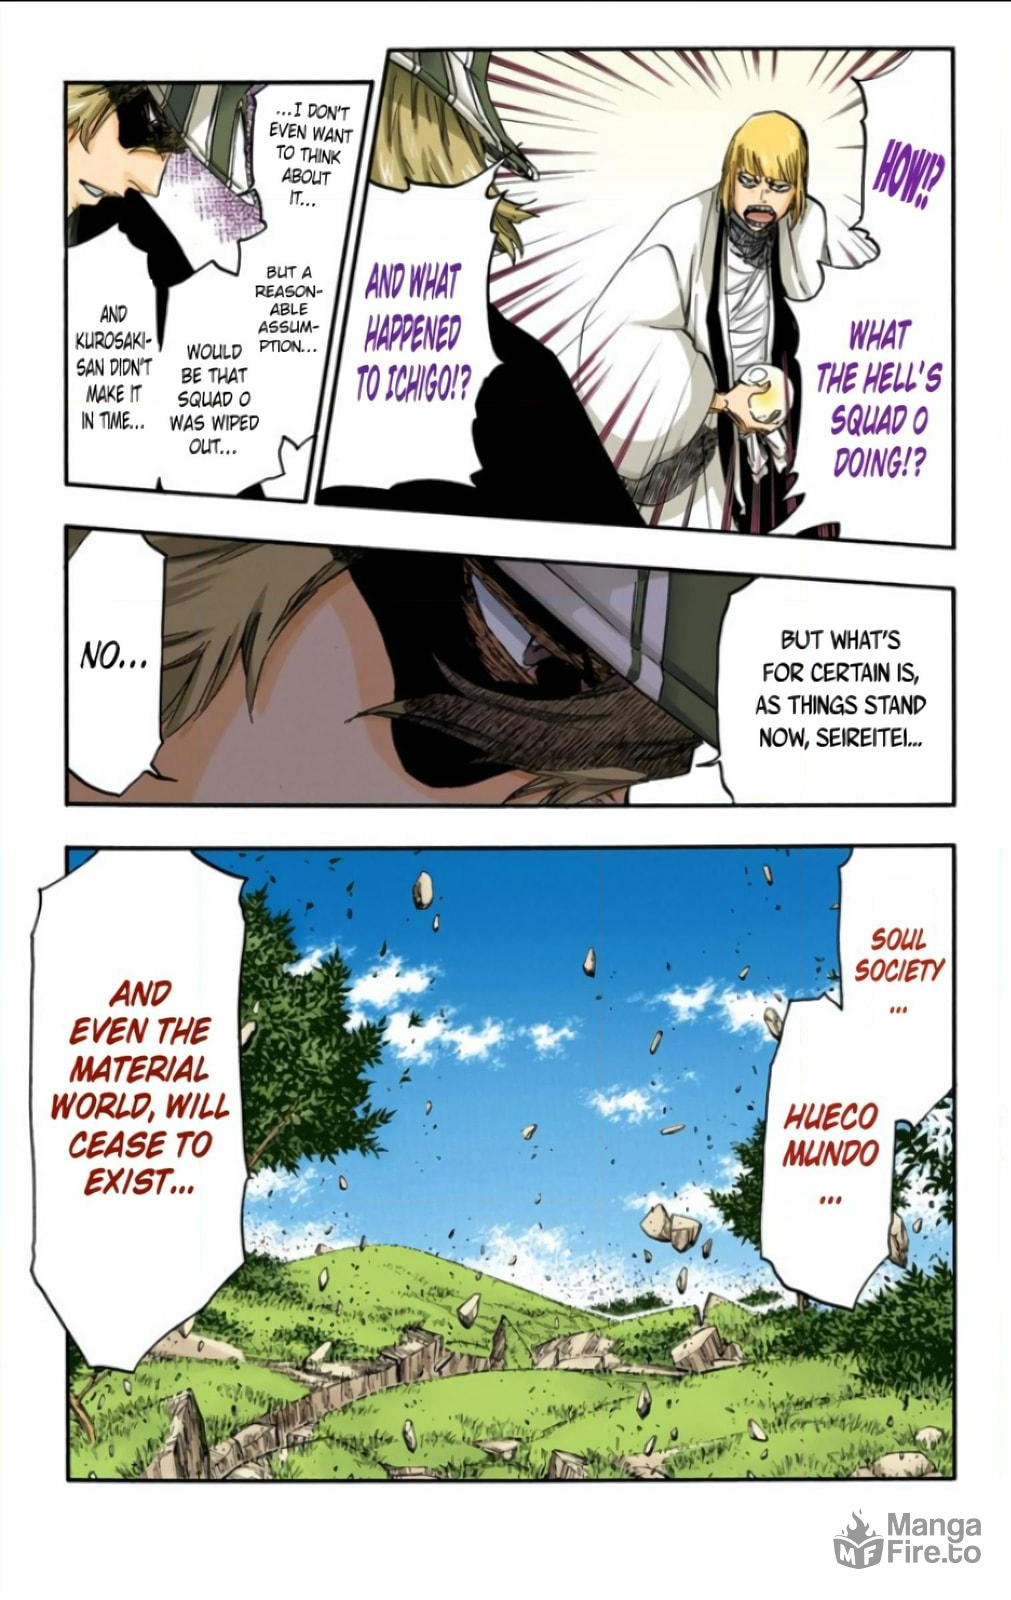 HOW!?
WHAT
THE HELL'S
SQUAD 0
DOING!?
AND WHAT
HAPPENED
TO ICHIGO!?
...I DON'T
EVEN WANT
TO THINK
ABOUT
IT...
BUT A
REASON-
ABLE
ASSUM-
PTION...
WOULD
BE THAT
SQUAD 0
WAS WIPED
OUT...
AND
KUROSAKI-
SAN DIDN'T
MAKE IT
IN TIME...
BUT WHAT'S
FOR CERTAIN IS,
AS THINGS STAND
NOW, SEIREITEI...
NO...
SOUL
SOCIETY
...
HUECO
MUNDO
...
AND
EVEN THE
MATERIAL
WORLD, WILL
CEASE TO
EXIST...
MF
Manga
Fire.to